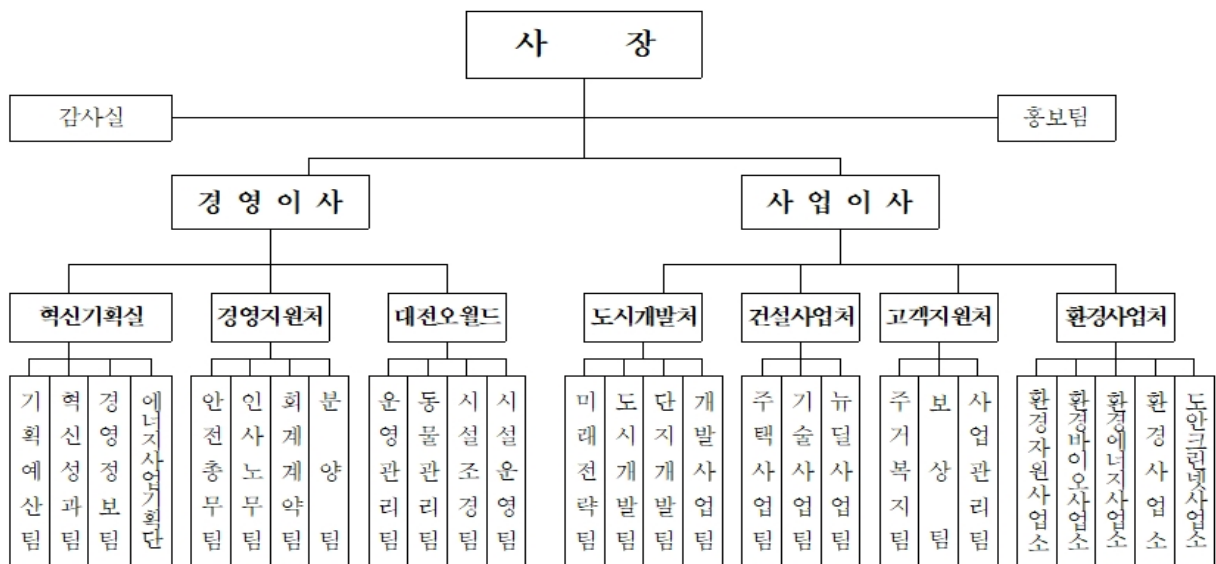 사 장
감사실
홍보팀
경영이사
사업이사
혁신기획실
경영지원처
대전오월드
도시개발처
건설사업처
고객지원처
환경사업처
기획예산팀
혁신성과팀
경영정보팀
에너지사업기획단
안전총무팀
인사노무팀
회계계약팀
분양팀
운영관리팀
동물관리팀
시설조경팀
시설운영팀
미래전략팀
도시개발팀
단지개발팀
개발사업팀
주택사업팀
기술사업팀
뉴딜사업팀
주거복지팀
보상팀
사업관리팀
환경자원사업소
환경바이오사업소
환경에너지사업소
환경사업소
도안크린넷사업소